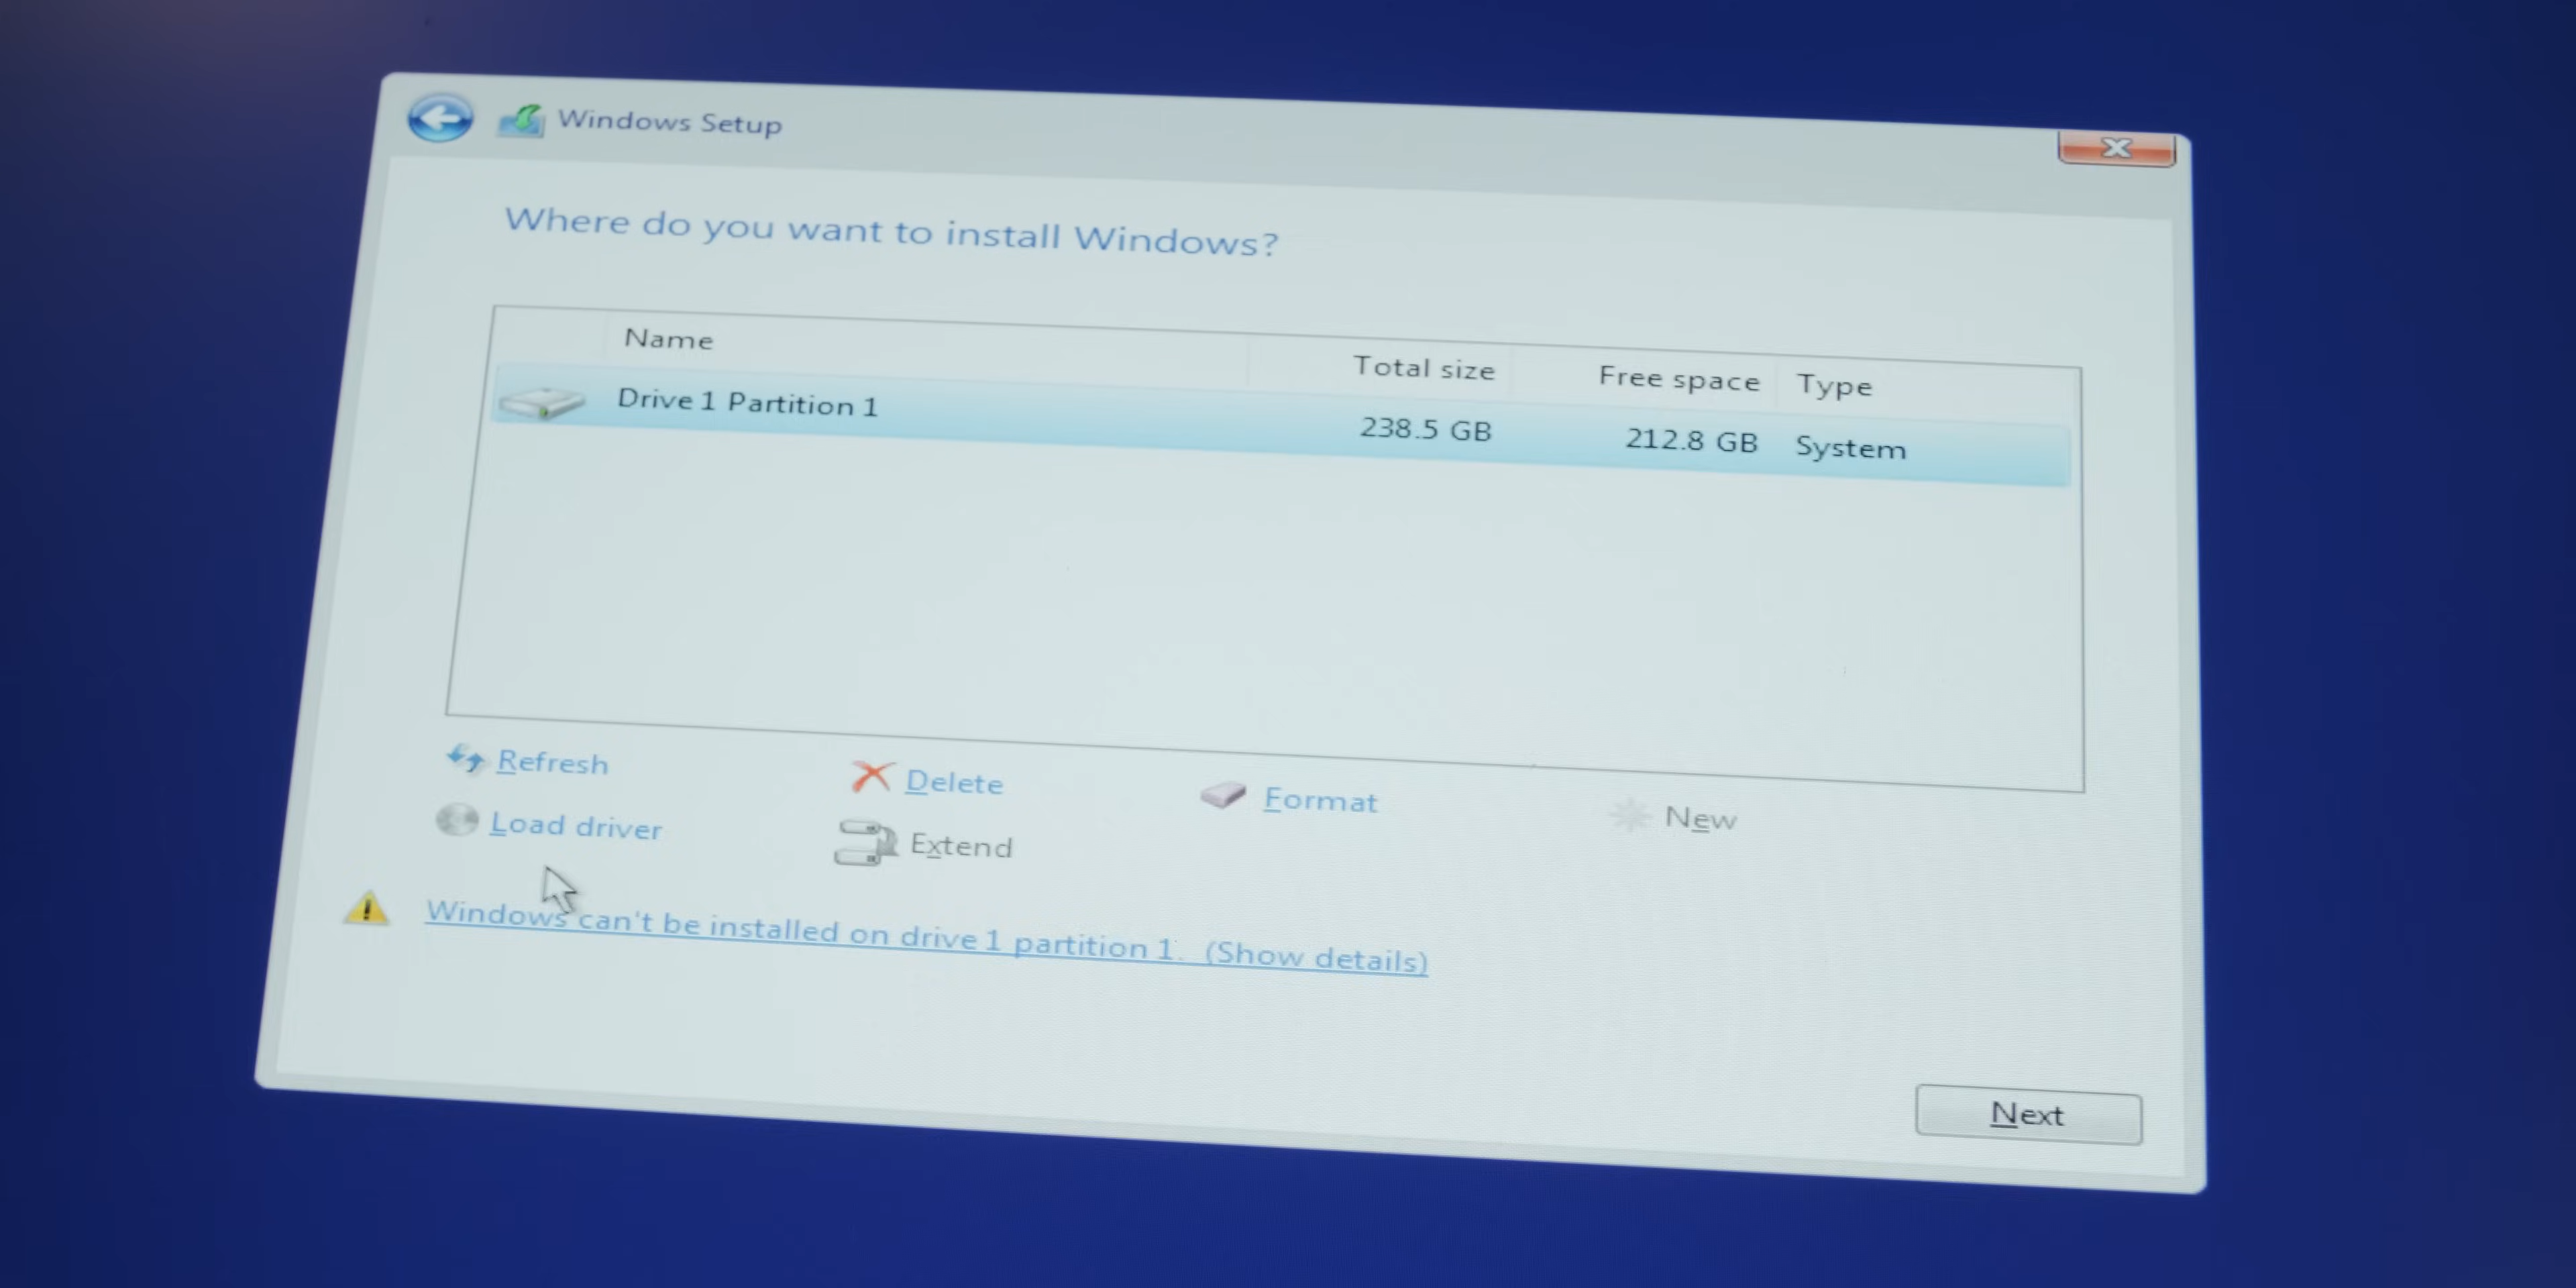 Windows Setup
Where do you want to install Windows?
Name Total size Free space Type
Drive 1 Partition 1 238.5 GB 212.8 GB System
Refresh Delete Format New
Load driver Extend
Windows can't be installed on drive 1 partition 1. (Show details)
Next